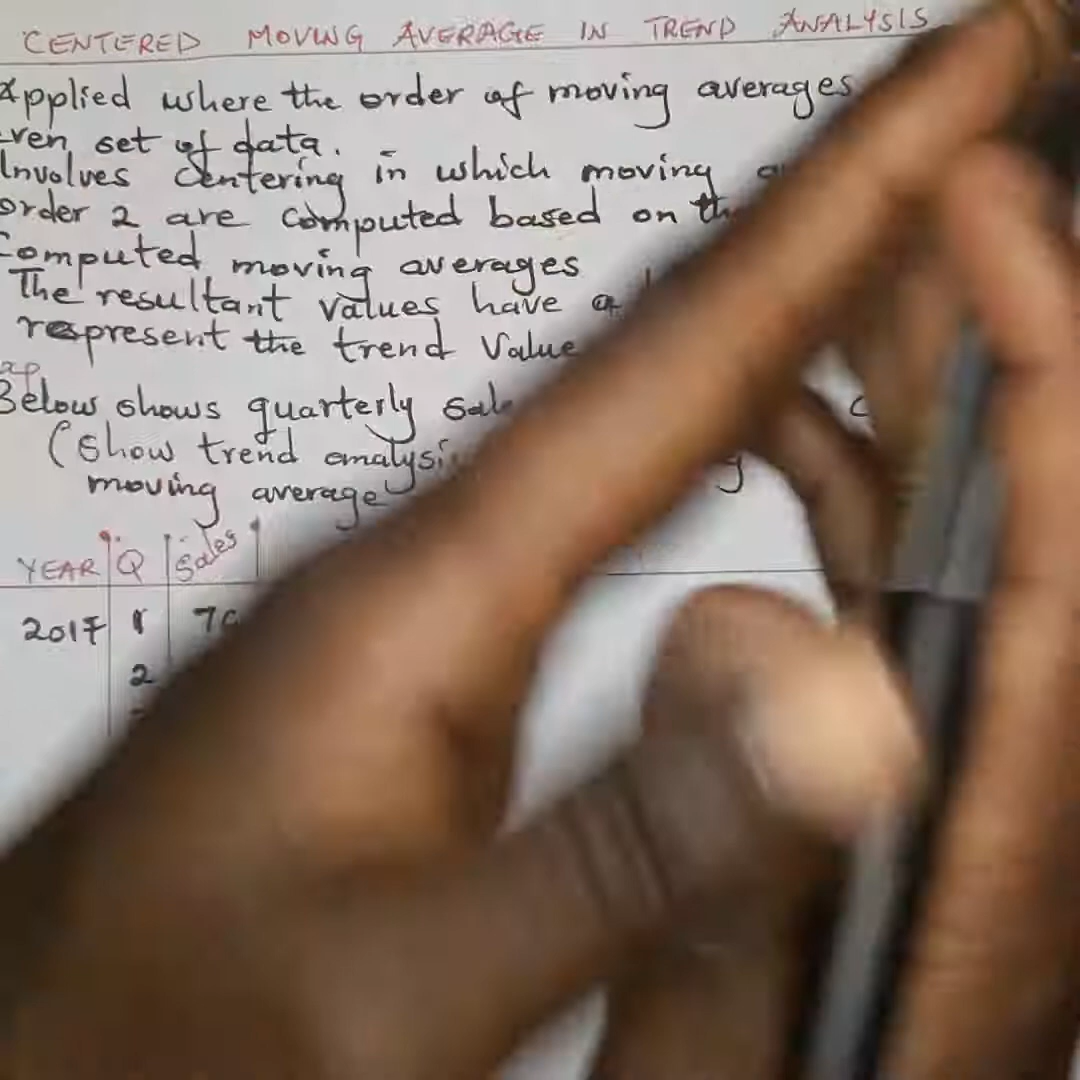 CENTERED MOVING AVERAGE IN TREND ANALYSIS
Applied where the order of moving averages
even set of data.
Involves Centering in which moving
order 2 are computed based on
Computed moving averages
The resultant values have a
represent the trend Value
Below shows quarterly
(Show trend analysis
moving average
YEAR Q Sales
2017 1
2